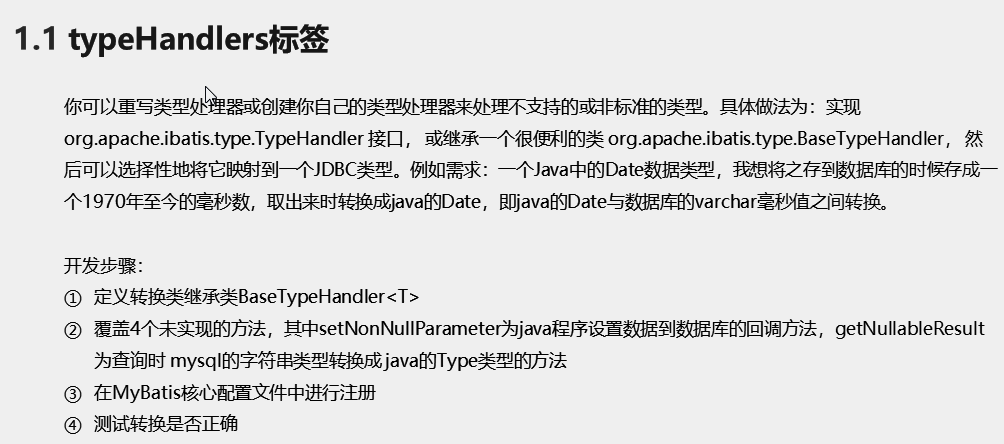 1.1 typeHandlers标签
你可以重写类型处理器或创建你自己的类型处理器来处理不支持的或非标准的类型。具体做法为：实现
org.apache.ibatis.type.TypeHandler 接口， 或继承一个很便利的类 org.apache.ibatis.type.BaseTypeHandler， 然
后可以选择性地将它映射到一个JDBC类型。例如需求：一个Java中的Date数据类型，我想将之存到数据库的时候存成一
个1970年至今的毫秒数，取出来时转换成java的Date，即java的Date与数据库的varchar毫秒值之间转换。
开发步骤：
① 定义转换类继承类BaseTypeHandler<T>
② 覆盖4个未实现的方法，其中setNonNullParameter为java程序设置数据到数据库的回调方法，getNullableResult
为查询时 mysql的字符串类型转换成 java的Type类型的方法
③ 在MyBatis核心配置文件中进行注册
④ 测试转换是否正确